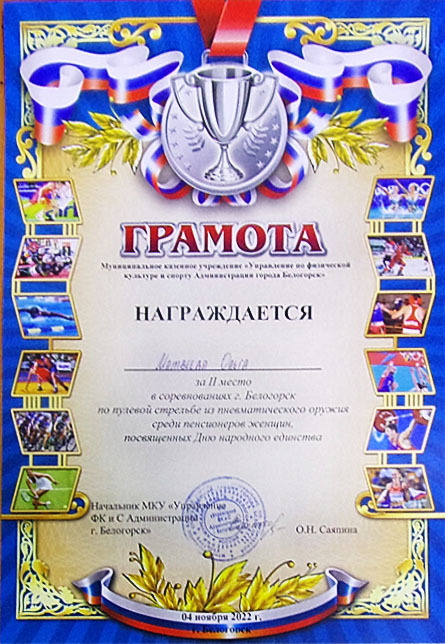 ГРАМОТА
Муниципальное казенное учреждение «Управление по физической
культуре и спорту Администрации города Белогорск»
НАГРАЖДАЕТСЯ
Ольга
за II место
в соревнованиях г. Белогорск
по пулевой стрельбе из пневматического оружия
среди пенсионеров женщин,
посвященных Дню народного единства
Начальник МКУ «Управление
ФК и С Администрации
г. Белогорск»
О.Н. Саяпина
04 ноября 2022 г.
г. Белогорск